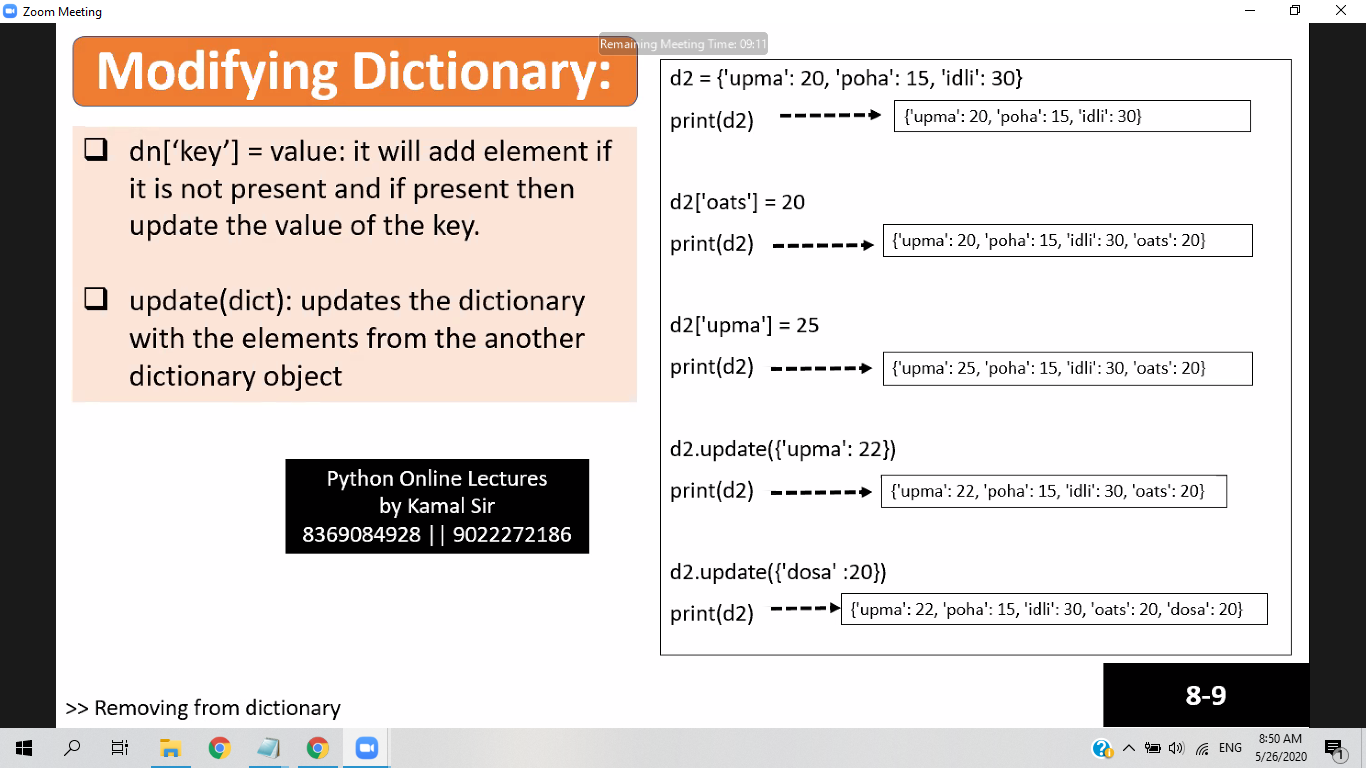 Zoom Meeting
Remaining Meeting Time: 09:11
Modifying Dictionary:
❑ dn[‘key’] = value: it will add element if
it is not present and if present then
update the value of the key.
❑ update(dict): updates the dictionary
with the elements from the another
dictionary object
Python Online Lectures
by Kamal Sir
8369084928 || 9022272186
>> Removing from dictionary
d2 = {'upma': 20, 'poha': 15, 'idli': 30}
print(d2) {'upma': 20, 'poha': 15, 'idli': 30}
d2['oats'] = 20
print(d2) {'upma': 20, 'poha': 15, 'idli': 30, 'oats': 20}
d2['upma'] = 25
print(d2) {'upma': 25, 'poha': 15, 'idli': 30, 'oats': 20}
d2.update({'upma': 22})
print(d2) {'upma': 22, 'poha': 15, 'idli': 30, 'oats': 20}
d2.update({'dosa' :20})
print(d2) {'upma': 22, 'poha': 15, 'idli': 30, 'oats': 20, 'dosa': 20}
8-9
ENG
8:50 AM
5/26/2020
1